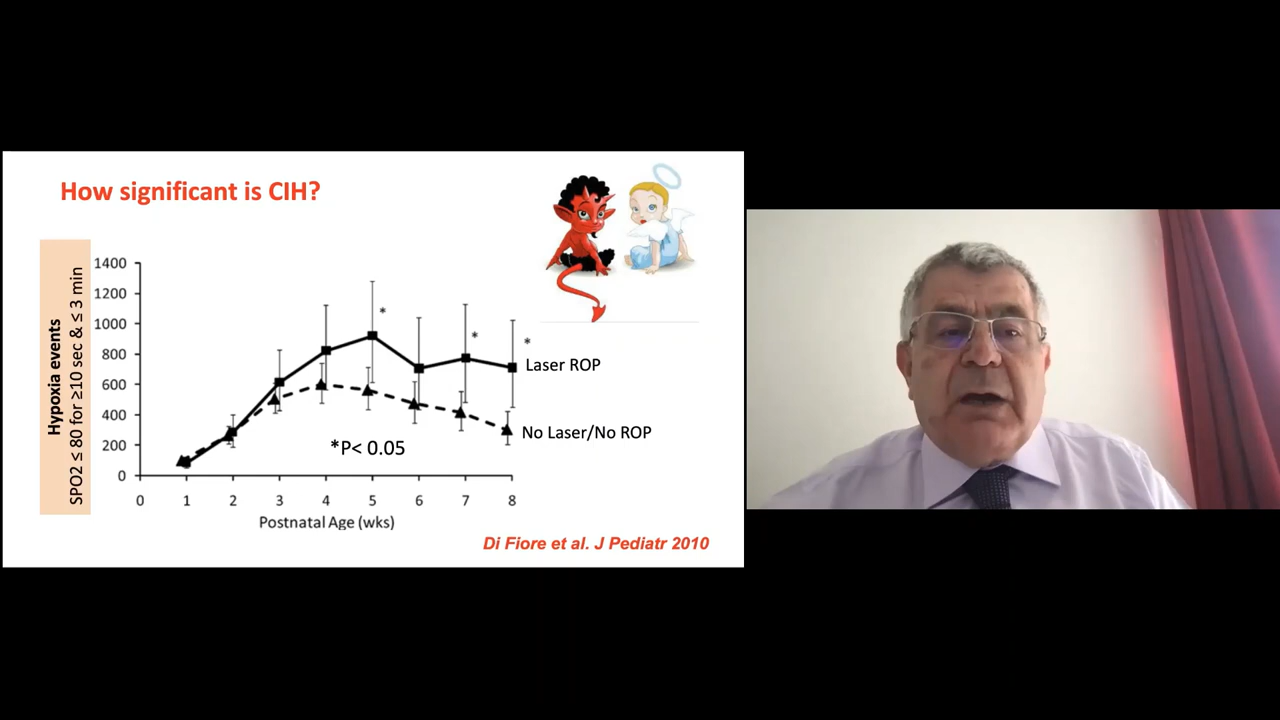 How significant is CIH?
Hypoxia events
SPO2 ≤ 80 for ≥10 sec & ≤ 3 min
1400
1200
1000
800
600
400
200
0
*
*
*
Laser ROP
No Laser/No ROP
*P< 0.05
0 1 2 3 4 5 6 7 8
Postnatal Age (wks)
Di Fiore et al. J Pediatr 2010